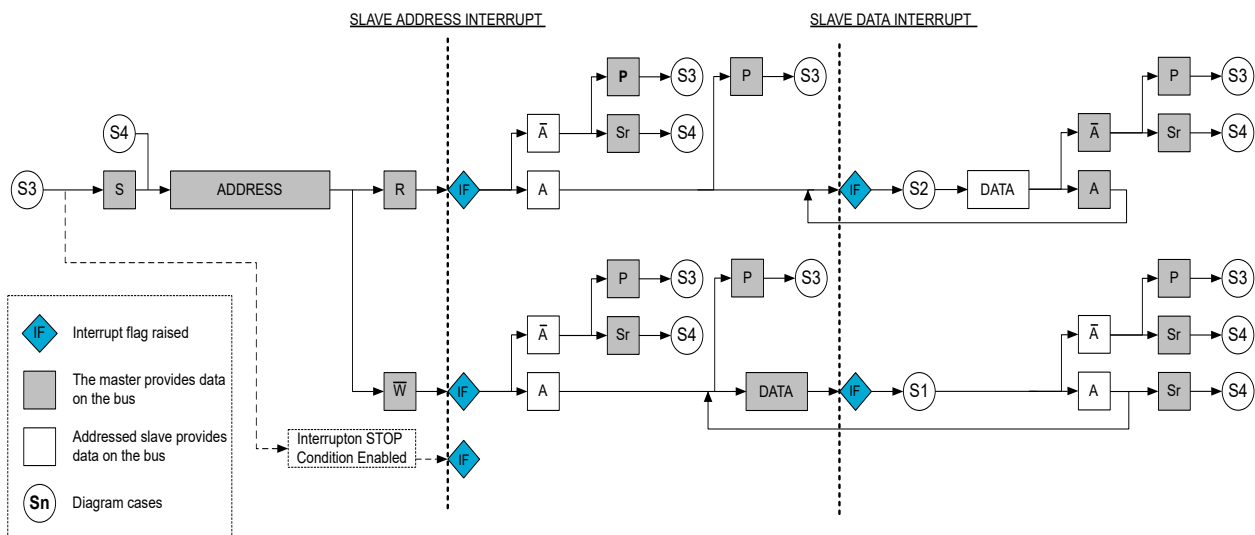 SLAVE ADDRESS INTERRUPT SLAVE DATA INTERRUPT
P S3 P S3 P S3
S4 A̅ Sr S4 A̅ Sr S4
S3 S ADDRESS R IF A IF S2 DATA A
P S3 P S3 P S3
A̅ Sr S4 A̅ Sr S4
W̅ IF A DATA IF S1 A Sr S4
Interrupton STOP
Condition Enabled
IF
IF Interrupt flag raised
The master provides data
on the bus
Addressed slave provides
data on the bus
Sn Diagram cases